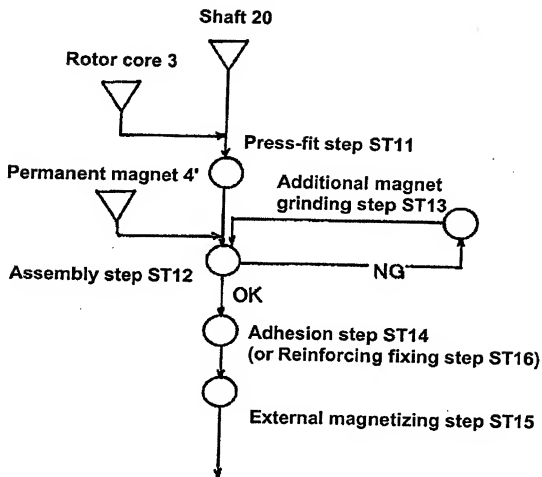 Shaft 20
Rotor core 3
Press-fit step ST11
Permanent magnet 4'
Additional magnet
grinding step ST13
Assembly step ST12
NG
OK
Adhesion step ST14
(or Reinforcing fixing step ST16)
External magnetizing step ST15